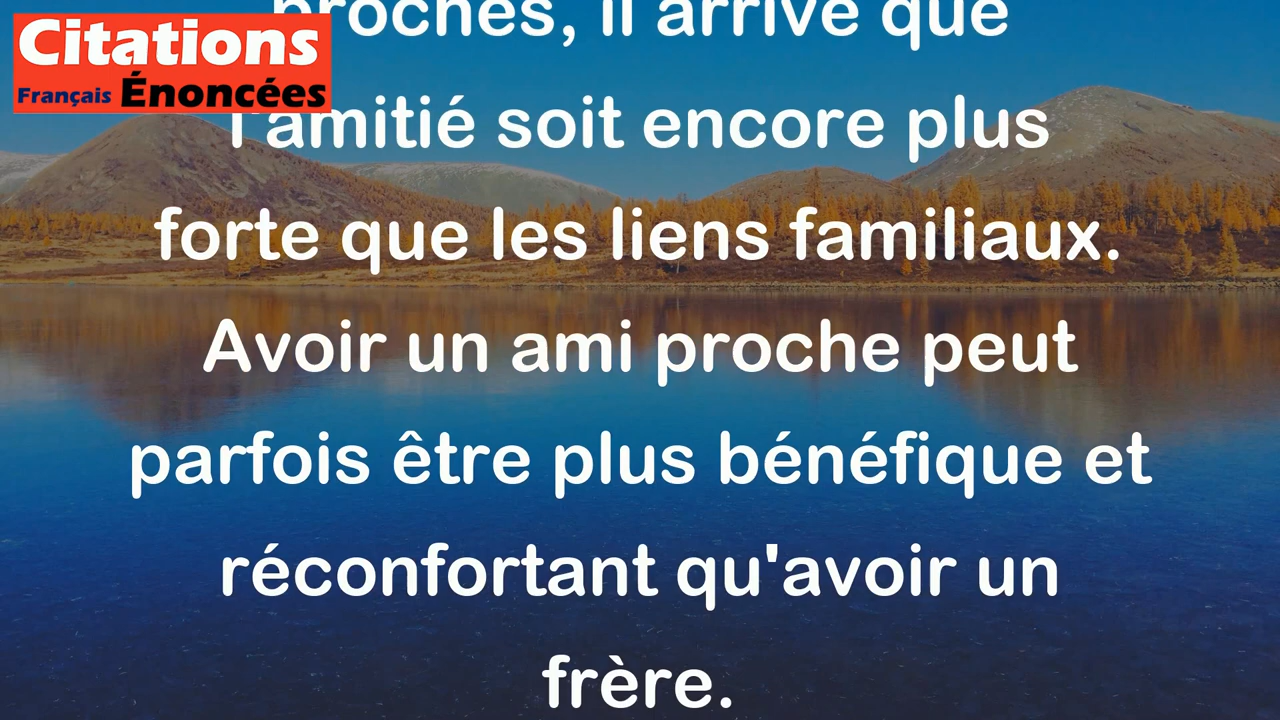 Citations
Français Énoncées
proches, il arrive que
l'amitié soit encore plus
forte que les liens familiaux.
Avoir un ami proche peut
parfois être plus bénéfique et
réconfortant qu'avoir un
frère.